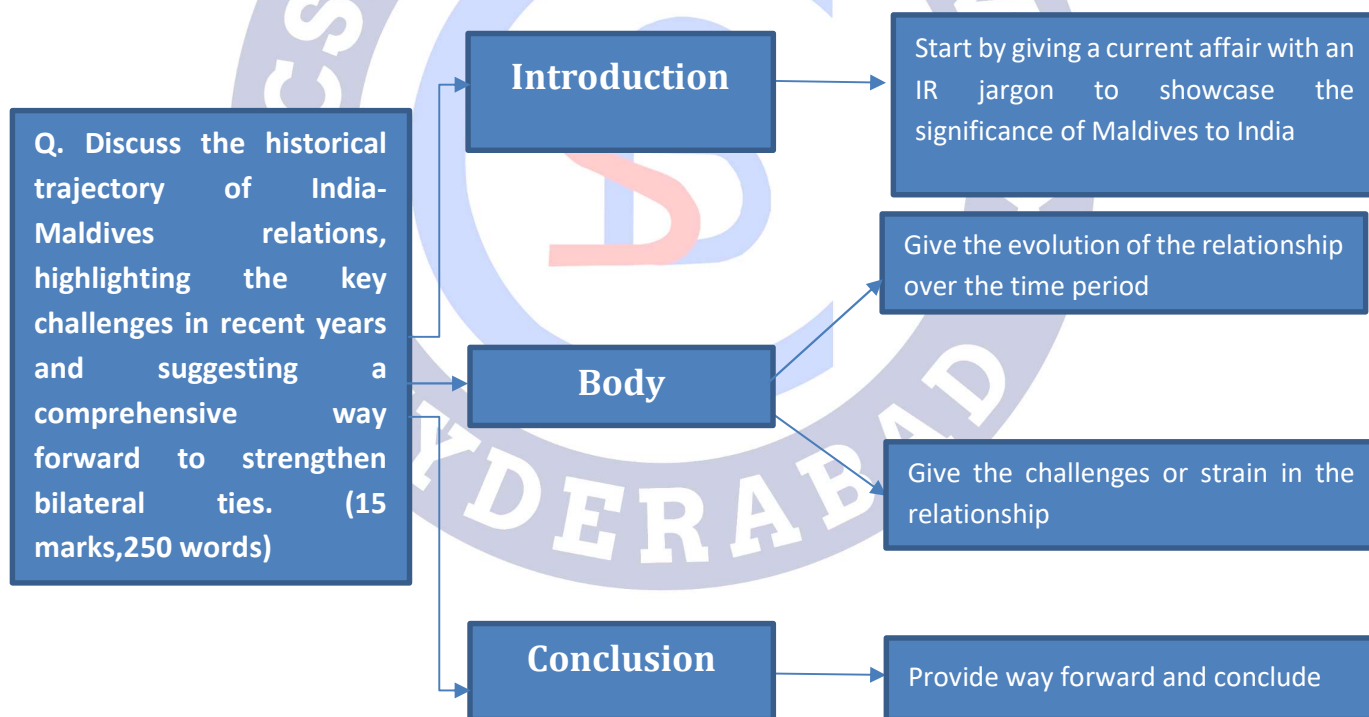 Q. Discuss the historical
trajectory of India-
Maldives relations,
highlighting the key
challenges in recent years
and suggesting a
comprehensive way
forward to strengthen
bilateral ties. (15
marks,250 words)
Introduction
Start by giving a current affair with an
IR jargon to showcase the
significance of Maldives to India
Body
Give the evolution of the relationship
over the time period
Give the challenges or strain in the
relationship
Conclusion
Provide way forward and conclude
CS
YDERABAD